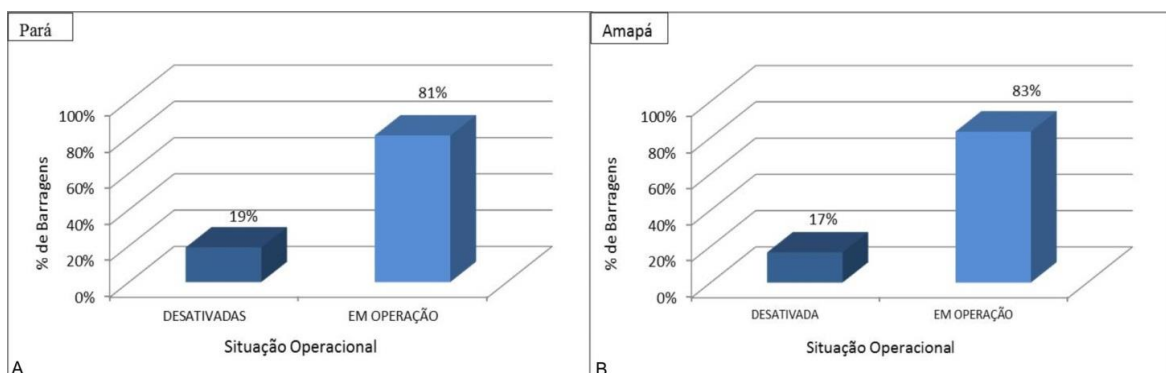 Pará
81%
19%
100%
80%
60%
40%
20%
0%
% de Barragens
DESATIVADAS
EM OPERAÇÃO
Situação Operacional
A
Amapá
83%
17%
100%
80%
60%
40%
20%
0%
% de Barragens
DESATIVADA
EM OPERAÇÃO
Situação Operacional
B